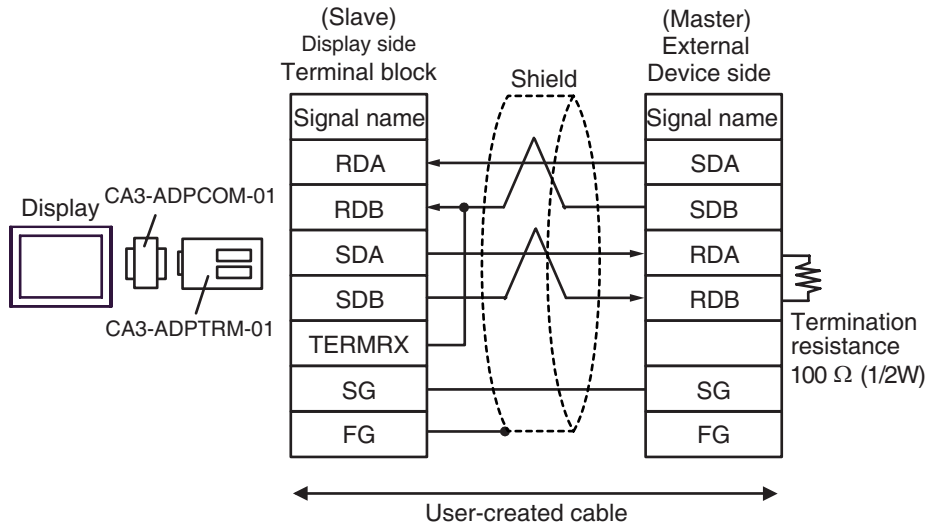 (Slave)
Display side
Terminal block
Shield
(Master)
External
Device side
Signal name
Signal name
RDA
SDA
RDB
SDB
SDA
RDA
SDB
RDB
TERMRX
SG
SG
FG
FG
Display
CA3-ADPCOM-01
CA3-ADPTRM-01
Termination
resistance
100 Ω (1/2W)
User-created cable